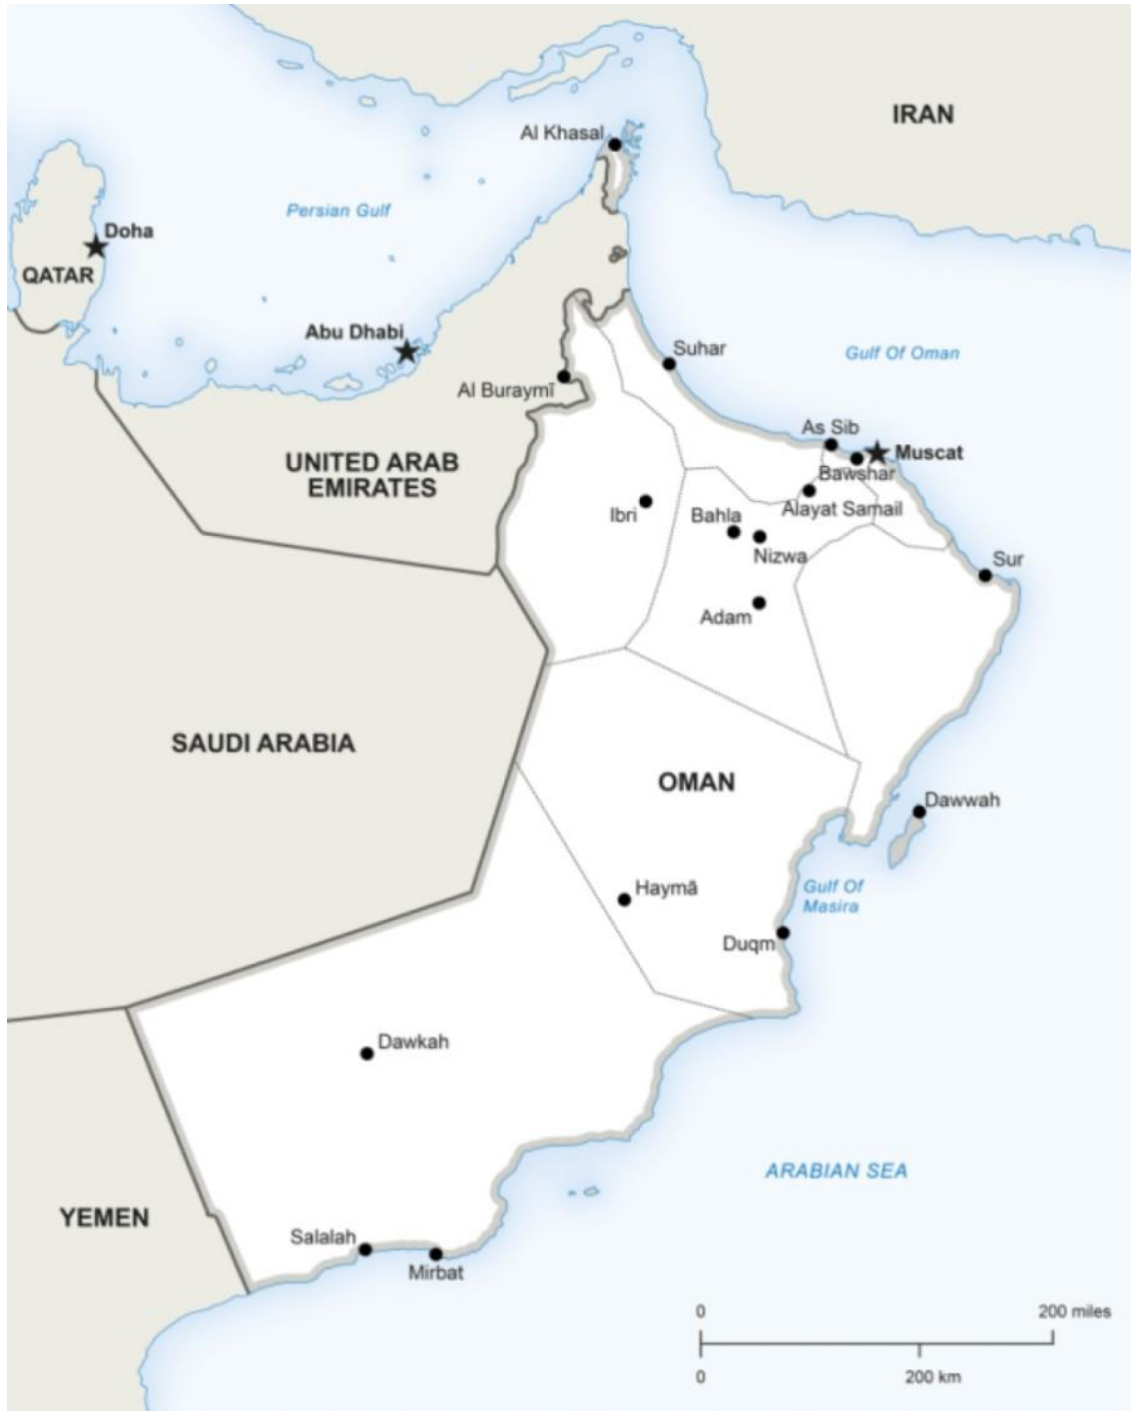 IRAN
Al Khasal
Persian Gulf
Doha
QATAR
Abu Dhabi
Suhar
Gulf Of Oman
Al Buraymī
As Sib
Muscat
UNITED ARAB
EMIRATES
Bawshar
Ibri
Bahla
Alayat Samail
Nizwa
Sur
Adam
SAUDI ARABIA
OMAN
Dawwah
Haymā
Gulf Of
Masira
Duqm
Dawkah
ARABIAN SEA
YEMEN
Salalah
Mirbat
0 200 miles
0 200 km